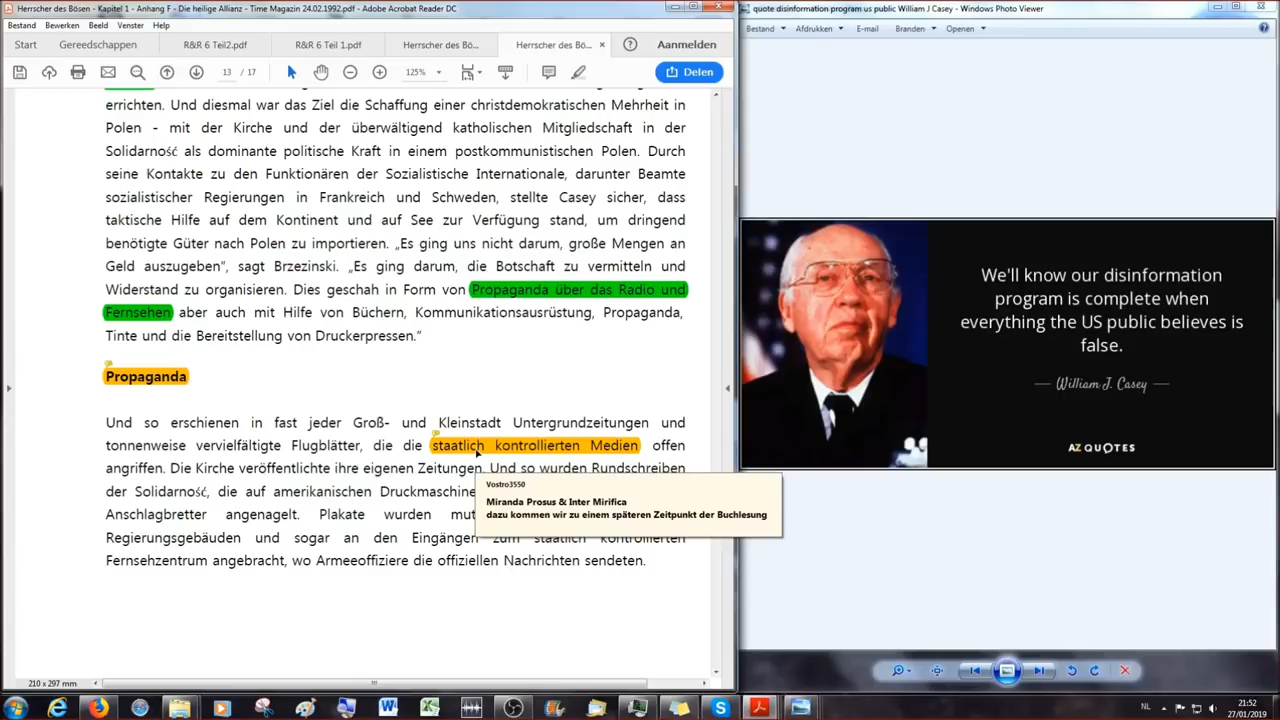 Herrscher des Bösen - Kapitel 1 - Anhang F - Die heilige Allianz - Time Magazin 24.02.1992.pdf - Adobe Acrobat Reader DC
Bestand Bewerken Beeld Venster Help
Start Gereedschappen R&R 6 Teil2.pdf R&R 6 Teil 1.pdf Herrscher des Bö... Herrscher des Bö... × Anmelden
13 / 17 125% Delen
errichten. Und diesmal war das Ziel die Schaffung einer christdemokratischen Mehrheit in
Polen - mit der Kirche und der überwältigend katholischen Mitgliedschaft in der
Solidarność als dominante politische Kraft in einem postkommunistischen Polen. Durch
seine Kontakte zu den Funktionären der Sozialistische Internationale, darunter Beamte
sozialistischer Regierungen in Frankreich und Schweden, stellte Casey sicher, dass
taktische Hilfe auf dem Kontinent und auf See zur Verfügung stand, um dringend
benötigte Güter nach Polen zu importieren. „Es ging uns nicht darum, große Mengen an
Geld auszugeben“, sagt Brzezinski. „Es ging darum, die Botschaft zu vermitteln und
Widerstand zu organisieren. Dies geschah in Form von Propaganda über das Radio und
Fernsehen aber auch mit Hilfe von Büchern, Kommunikationsausrüstung, Propaganda,
Tinte und die Bereitstellung von Druckerpressen.“
Propaganda
Und so erschienen in fast jeder Groß- und Kleinstadt Untergrundzeitungen und
tonnenweise vervielfältigte Flugblätter, die die staatlich kontrollierten Medien offen
angriffen. Die Kirche veröffentlichte ihre eigenen Zeitungen. Und so wurden Rundschreiben
der Solidarność, die auf amerikanischen Druckmaschine
Anschlagbretter angenagelt. Plakate wurden mut
Regierungsgebäuden und sogar an den Eingängen zum staatlich kontrollierten
Fernsehzentrum angebracht, wo Armeeoffiziere die offiziellen Nachrichten sendeten.
Vostro3550
Miranda Prosus & Inter Mirifica
dazu kommen wir zu einem späteren Zeitpunkt der Buchlesung
210 x 297 mm
quote disinformation program us public William J Casey - Windows Photo Viewer
Bestand Afdrukken E-mail Branden Openen
We'll know our disinformation
program is complete when
everything the US public believes is
false.
— William J. Casey —
AZ QUOTES
NL 21:52
27/01/2019